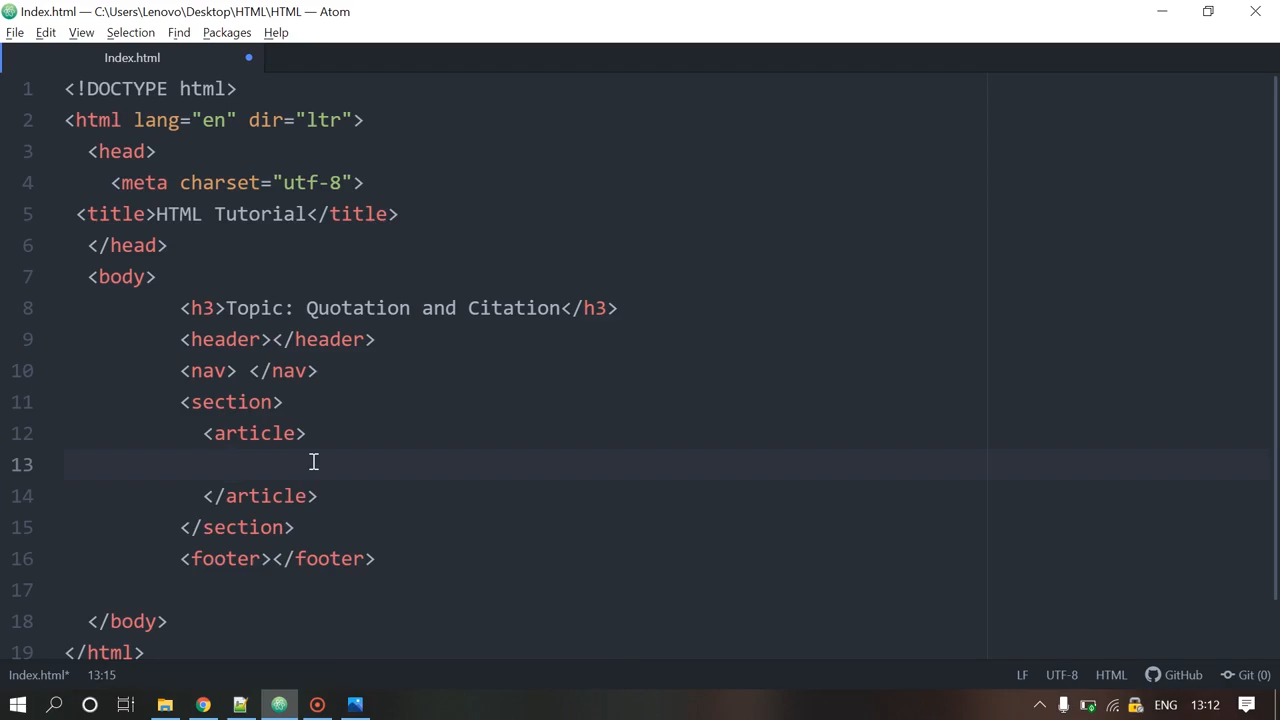 Index.html — C:\Users\Lenovo\Desktop\HTML\HTML — Atom
File Edit View Selection Find Packages Help
Index.html
1 <!DOCTYPE html>
2 <html lang="en" dir="ltr">
3 <head>
4 <meta charset="utf-8">
5 <title>HTML Tutorial</title>
6 </head>
7 <body>
8 <h3>Topic: Quotation and Citation</h3>
9 <header></header>
10 <nav> </nav>
11 <section>
12 <article>
13
14 </article>
15 </section>
16 <footer></footer>
17
18 </body>
19 </html>
Index.html* 13:15 LF UTF-8 HTML GitHub Git (0)
ENG 13:12